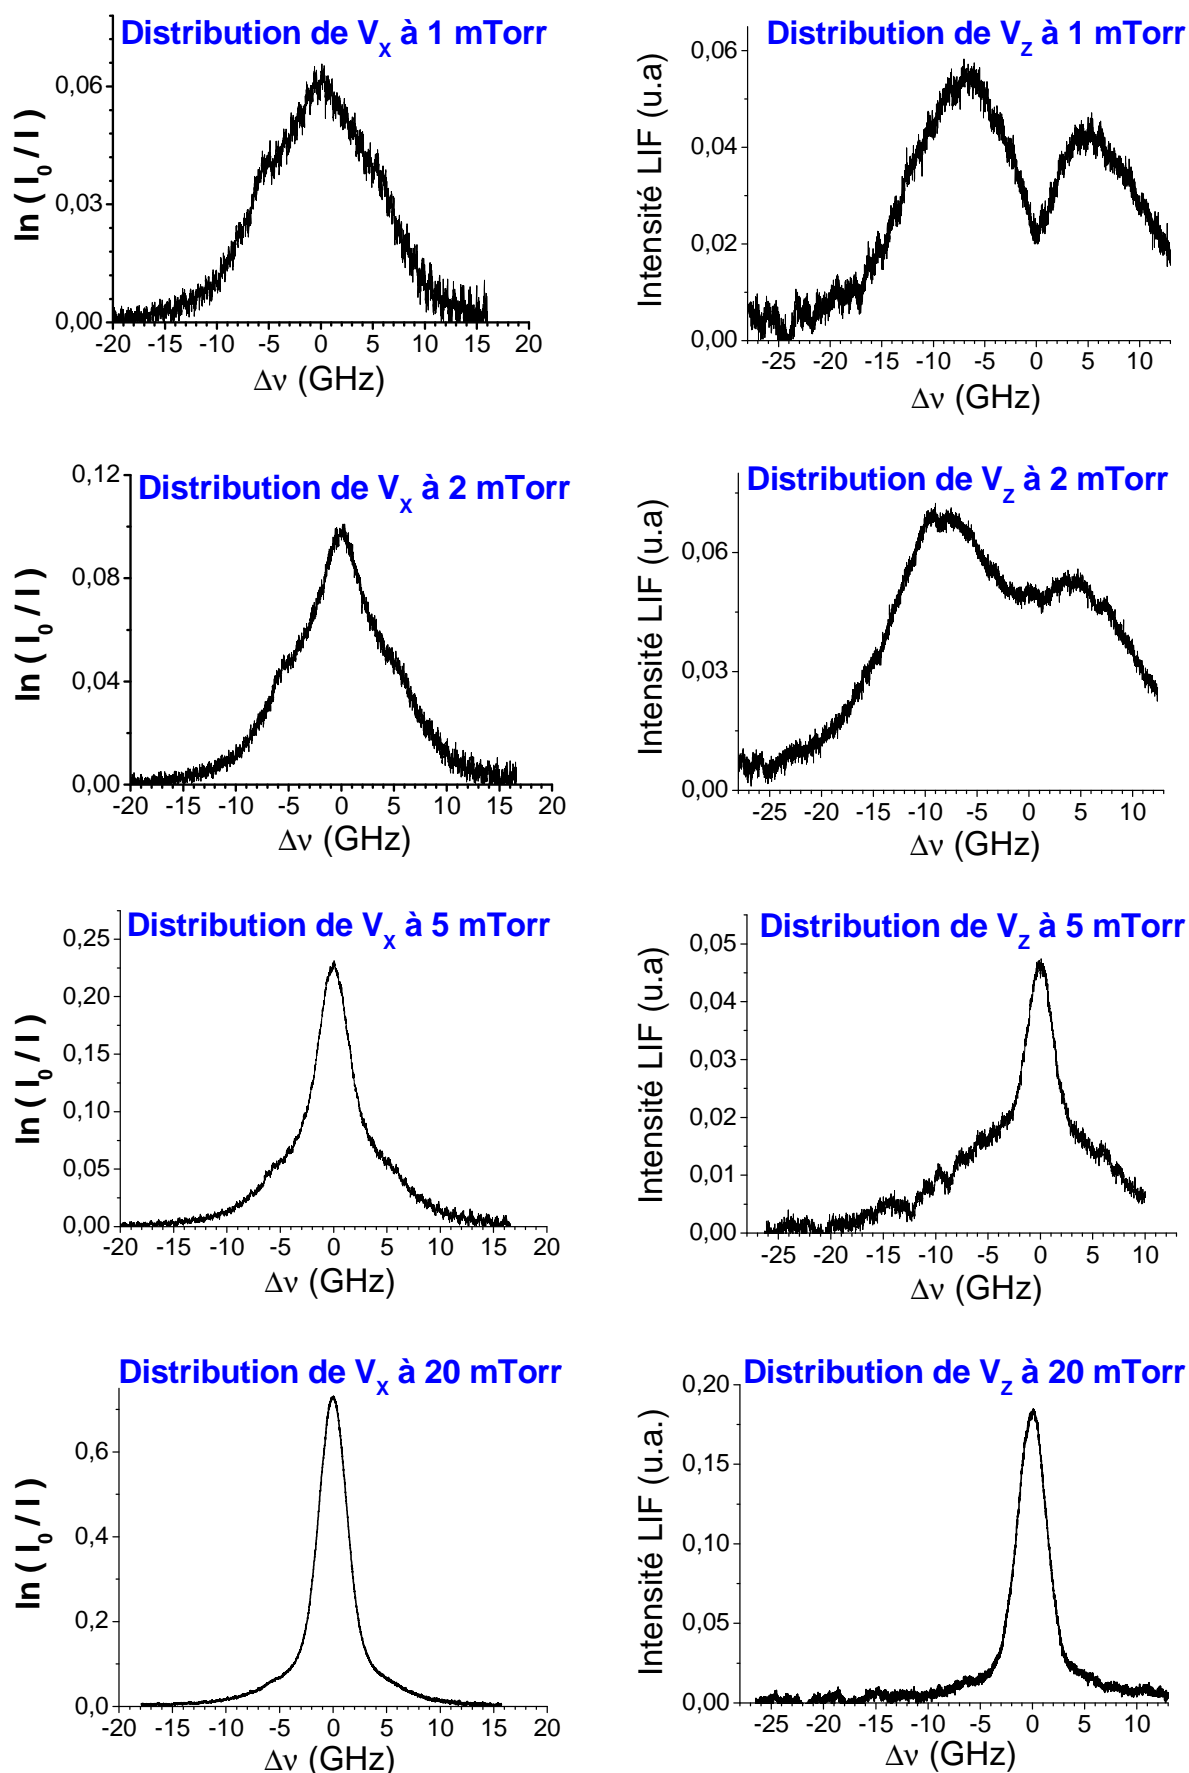 Distribution de Vx à 1 mTorr
ln ( I0 / I )
0,06
0,03
0,00
-20 -15 -10 -5 0 5 10 15 20
Δν (GHz)
Distribution de Vz à 1 mTorr
Intensité LIF (u.a)
0,06
0,04
0,02
0,00
-25 -20 -15 -10 -5 0 5 10
Δν (GHz)
Distribution de Vx à 2 mTorr
ln ( I0 / I )
0,12
0,08
0,04
0,00
-20 -15 -10 -5 0 5 10 15 20
Δν (GHz)
Distribution de Vz à 2 mTorr
Intensité LIF (u.a)
0,06
0,03
0,00
-25 -20 -15 -10 -5 0 5 10
Δν (GHz)
Distribution de Vx à 5 mTorr
ln ( I0 / I )
0,25
0,20
0,15
0,10
0,05
0,00
-20 -15 -10 -5 0 5 10 15 20
Δν (GHz)
Distribution de Vz à 5 mTorr
Intensité LIF (u.a)
0,05
0,04
0,03
0,02
0,01
0,00
-25 -20 -15 -10 -5 0 5 10
Δν (GHz)
Distribution de Vx à 20 mTorr
ln ( I0 / I )
0,6
0,4
0,2
0,0
-20 -15 -10 -5 0 5 10 15 20
Δν (GHz)
Distribution de Vz à 20 mTorr
Intensité LIF (u.a.)
0,20
0,15
0,10
0,05
0,00
-25 -20 -15 -10 -5 0 5 10
Δν (GHz)